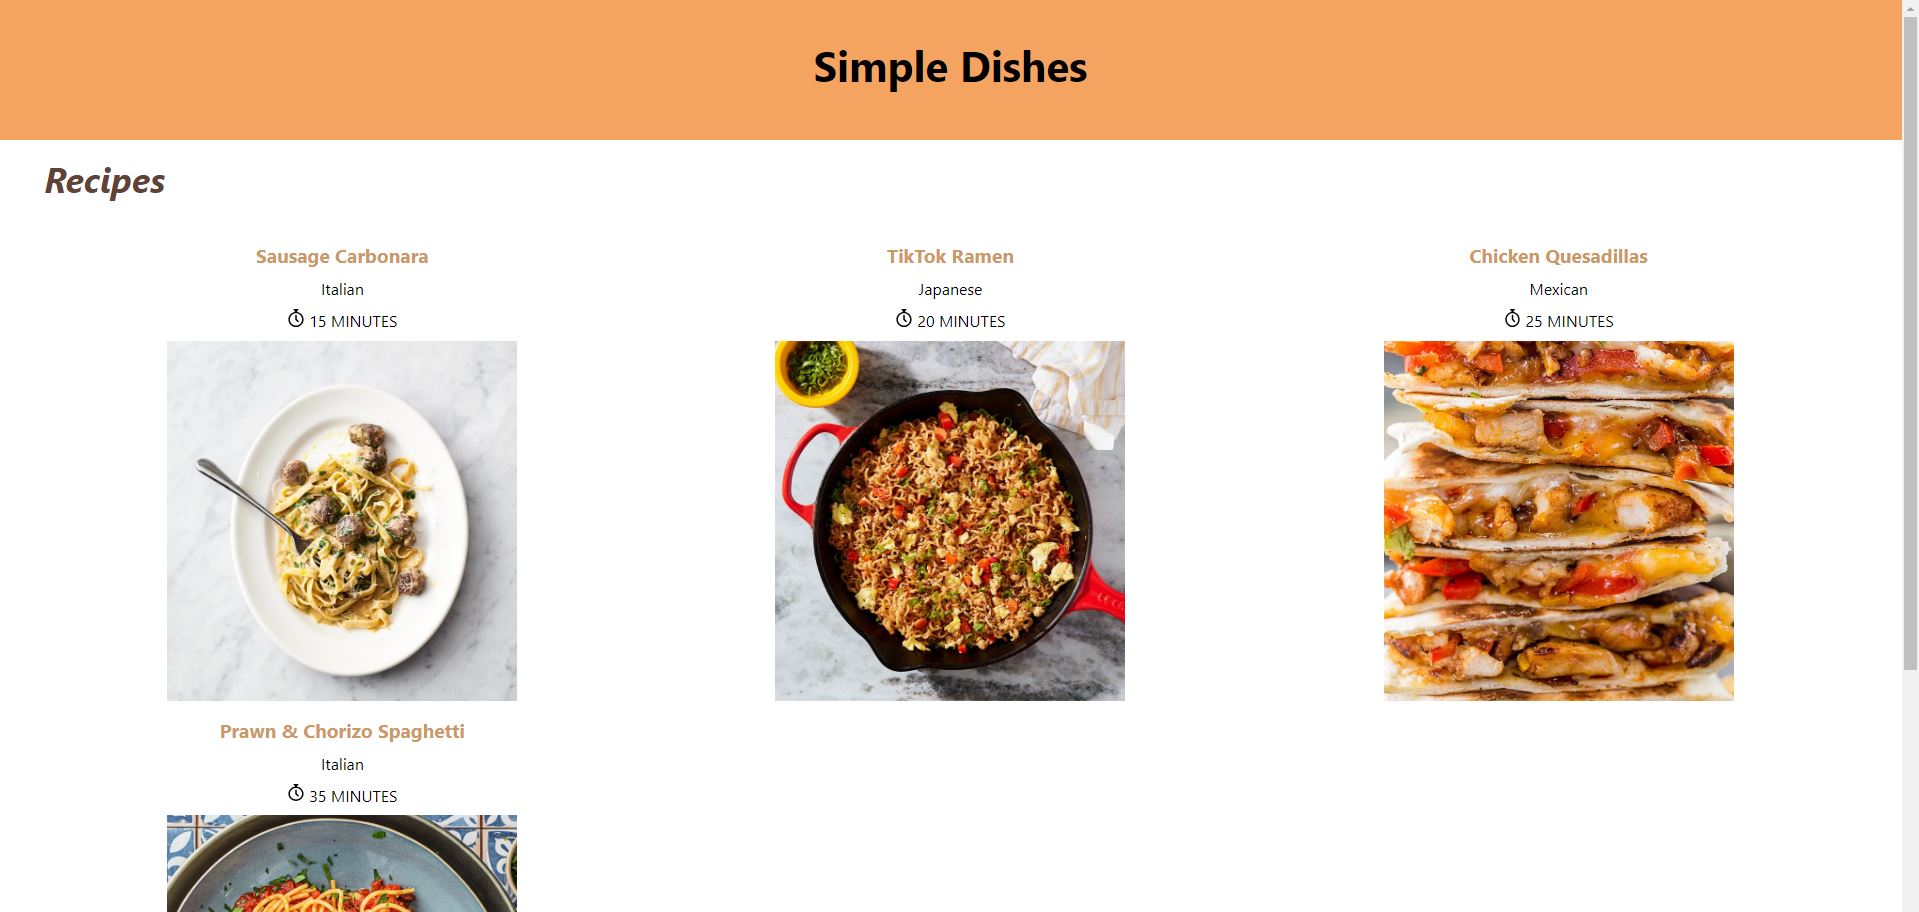 Simple Dishes
Recipes
Sausage Carbonara
Italian
15 MINUTES
TikTok Ramen
Japanese
20 MINUTES
Chicken Quesadillas
Mexican
25 MINUTES
Prawn & Chorizo Spaghetti
Italian
35 MINUTES